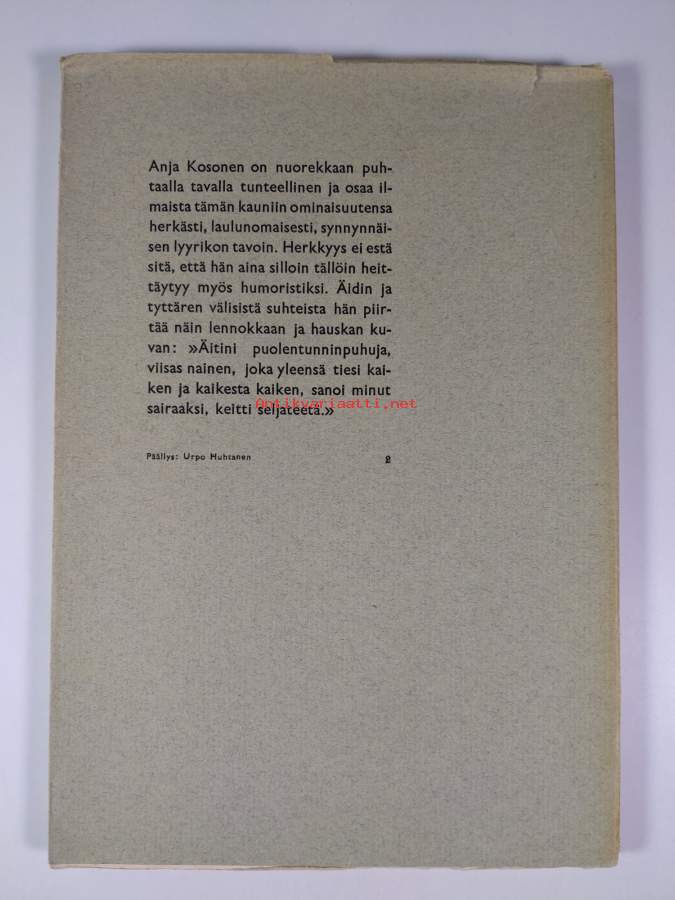 Anja Kosonen on nuorekkaan puh-
taalla tavalla tunteellinen ja osaa il-
maista tämän kauniin ominaisuutensa
herkästi, laulunomaisesti, synnynnäi-
sen lyyrikon tavoin. Herkkyys ei estä
sitä, että hän aina silloin tällöin heit-
täytyy myös humoristiksi. Äidin ja
tyttären välisistä suhteista hän piir-
tää näin lennokkaan ja hauskan ku-
van: »Äitini puolentunninpuhuja,
viisas nainen, joka yleensä tiesi kai-
ken ja kaikesta kaiken, sanoi minut
sairaaksi, keitti seljateetä.»
Antikvariaatti.net
Päällys: Urpo Huhtanen 2